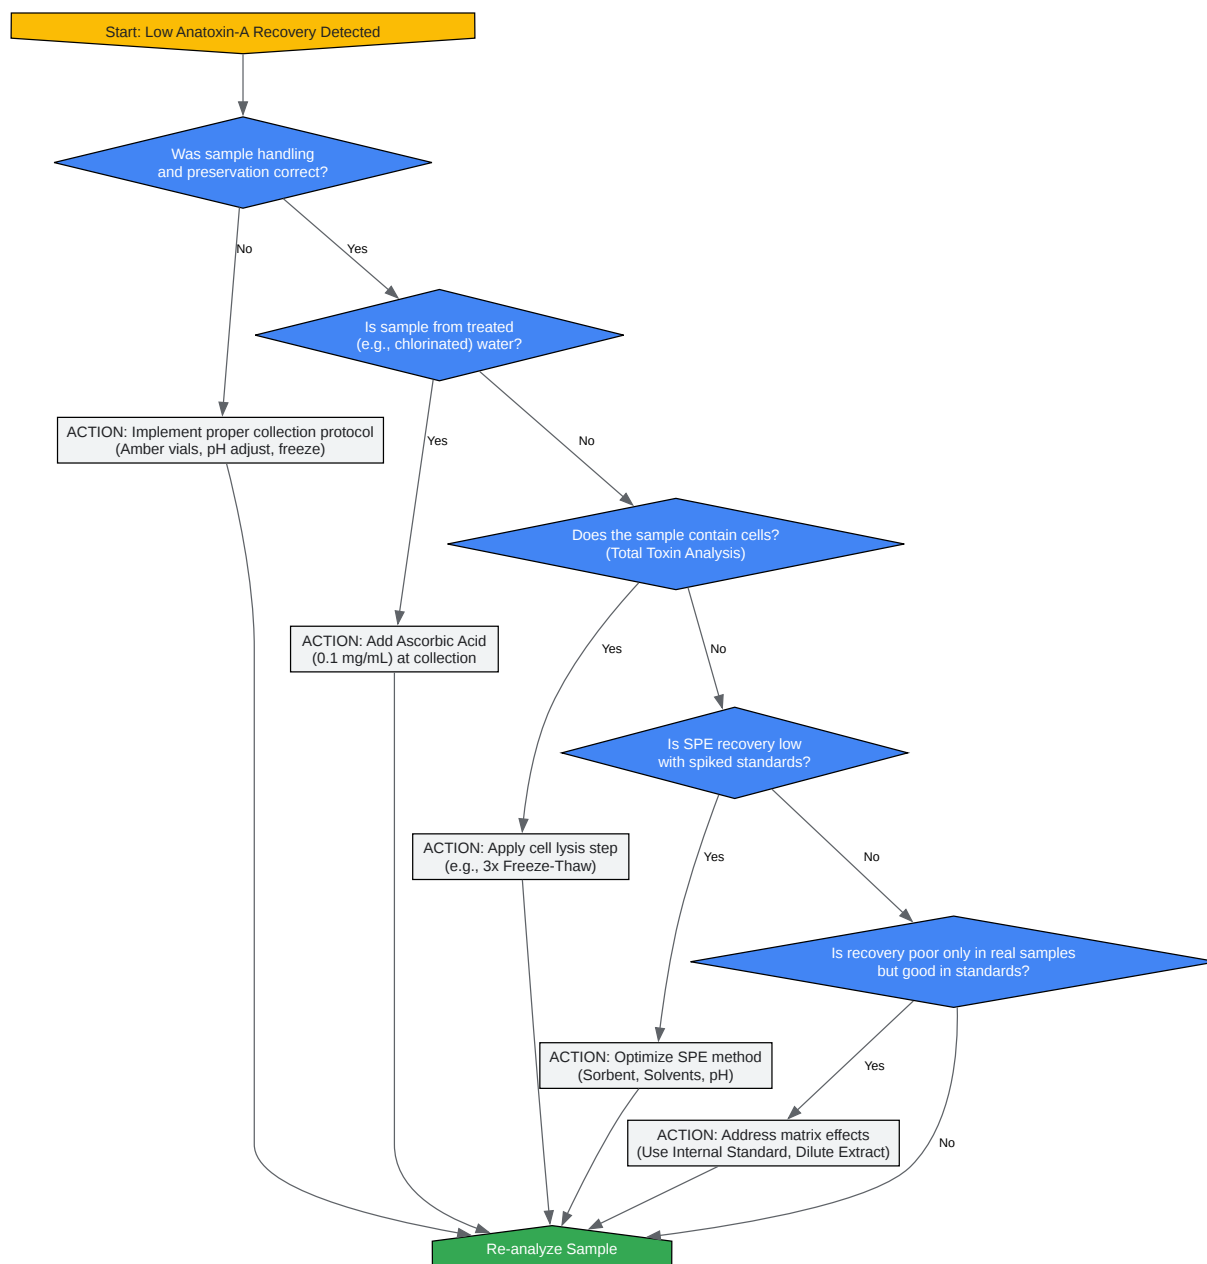 Start: Low Anatoxin-A Recovery Detected
Was sample handling
and preservation correct?
No
Yes
Is sample from treated
(e.g., chlorinated) water?
ACTION: Implement proper collection protocol
(Amber vials, pH adjust, freeze)
Yes
No
Does the sample contain cells?
(Total Toxin Analysis)
ACTION: Add Ascorbic Acid
(0.1 mg/mL) at collection
Yes
No
Is SPE recovery low
with spiked standards?
ACTION: Apply cell lysis step
(e.g., 3x Freeze-Thaw)
Yes
No
Is recovery poor only in real samples
but good in standards?
ACTION: Optimize SPE method
(Sorbent, Solvents, pH)
Yes
No
ACTION: Address matrix effects
(Use Internal Standard, Dilute Extract)
Re-analyze Sample